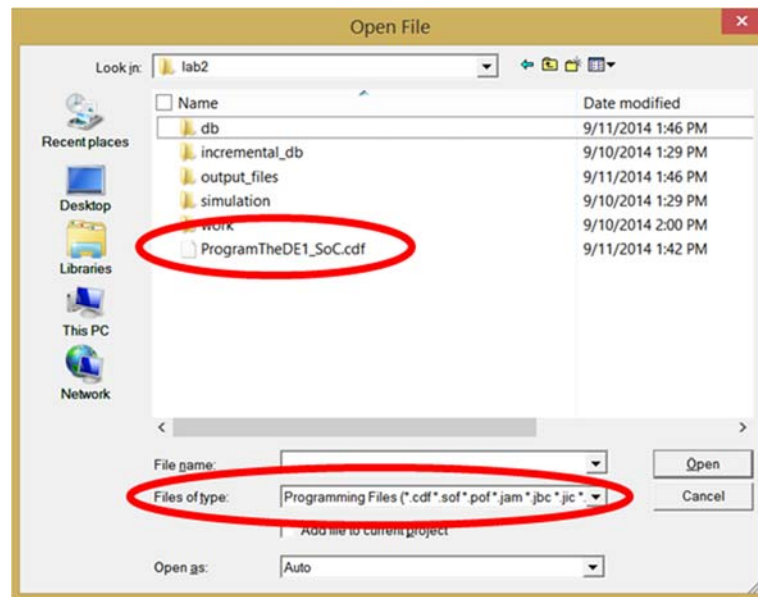 Open File
Look in: lab2
Name Date modified
db 9/11/2014 1:46 PM
incremental_db 9/10/2014 1:29 PM
output_files 9/11/2014 1:46 PM
simulation 9/10/2014 1:29 PM
work 9/10/2014 2:00 PM
ProgramTheDE1_SoC.cdf 9/11/2014 1:42 PM
Recent places
Desktop
Libraries
This PC
Network
File name: Open
Files of type: Programming Files (*.cdf *.sof *.pof *.jam *.jbc *.jic *. Cancel
Add file to current project
Open as: Auto